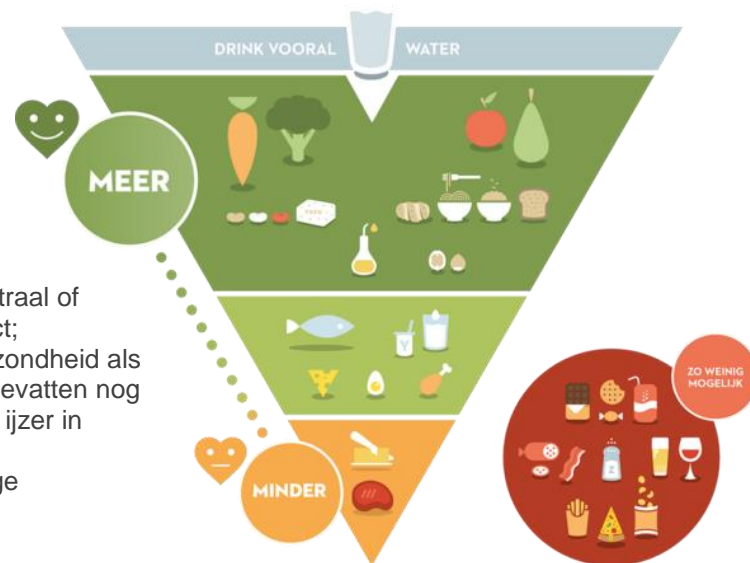 DRINK VOORAL WATER
MEER
traal of
ct;
zondheid als
evatten nog
ijzer in
ge
ZO WEINIG
MOGELIJK
MINDER
Y
Z